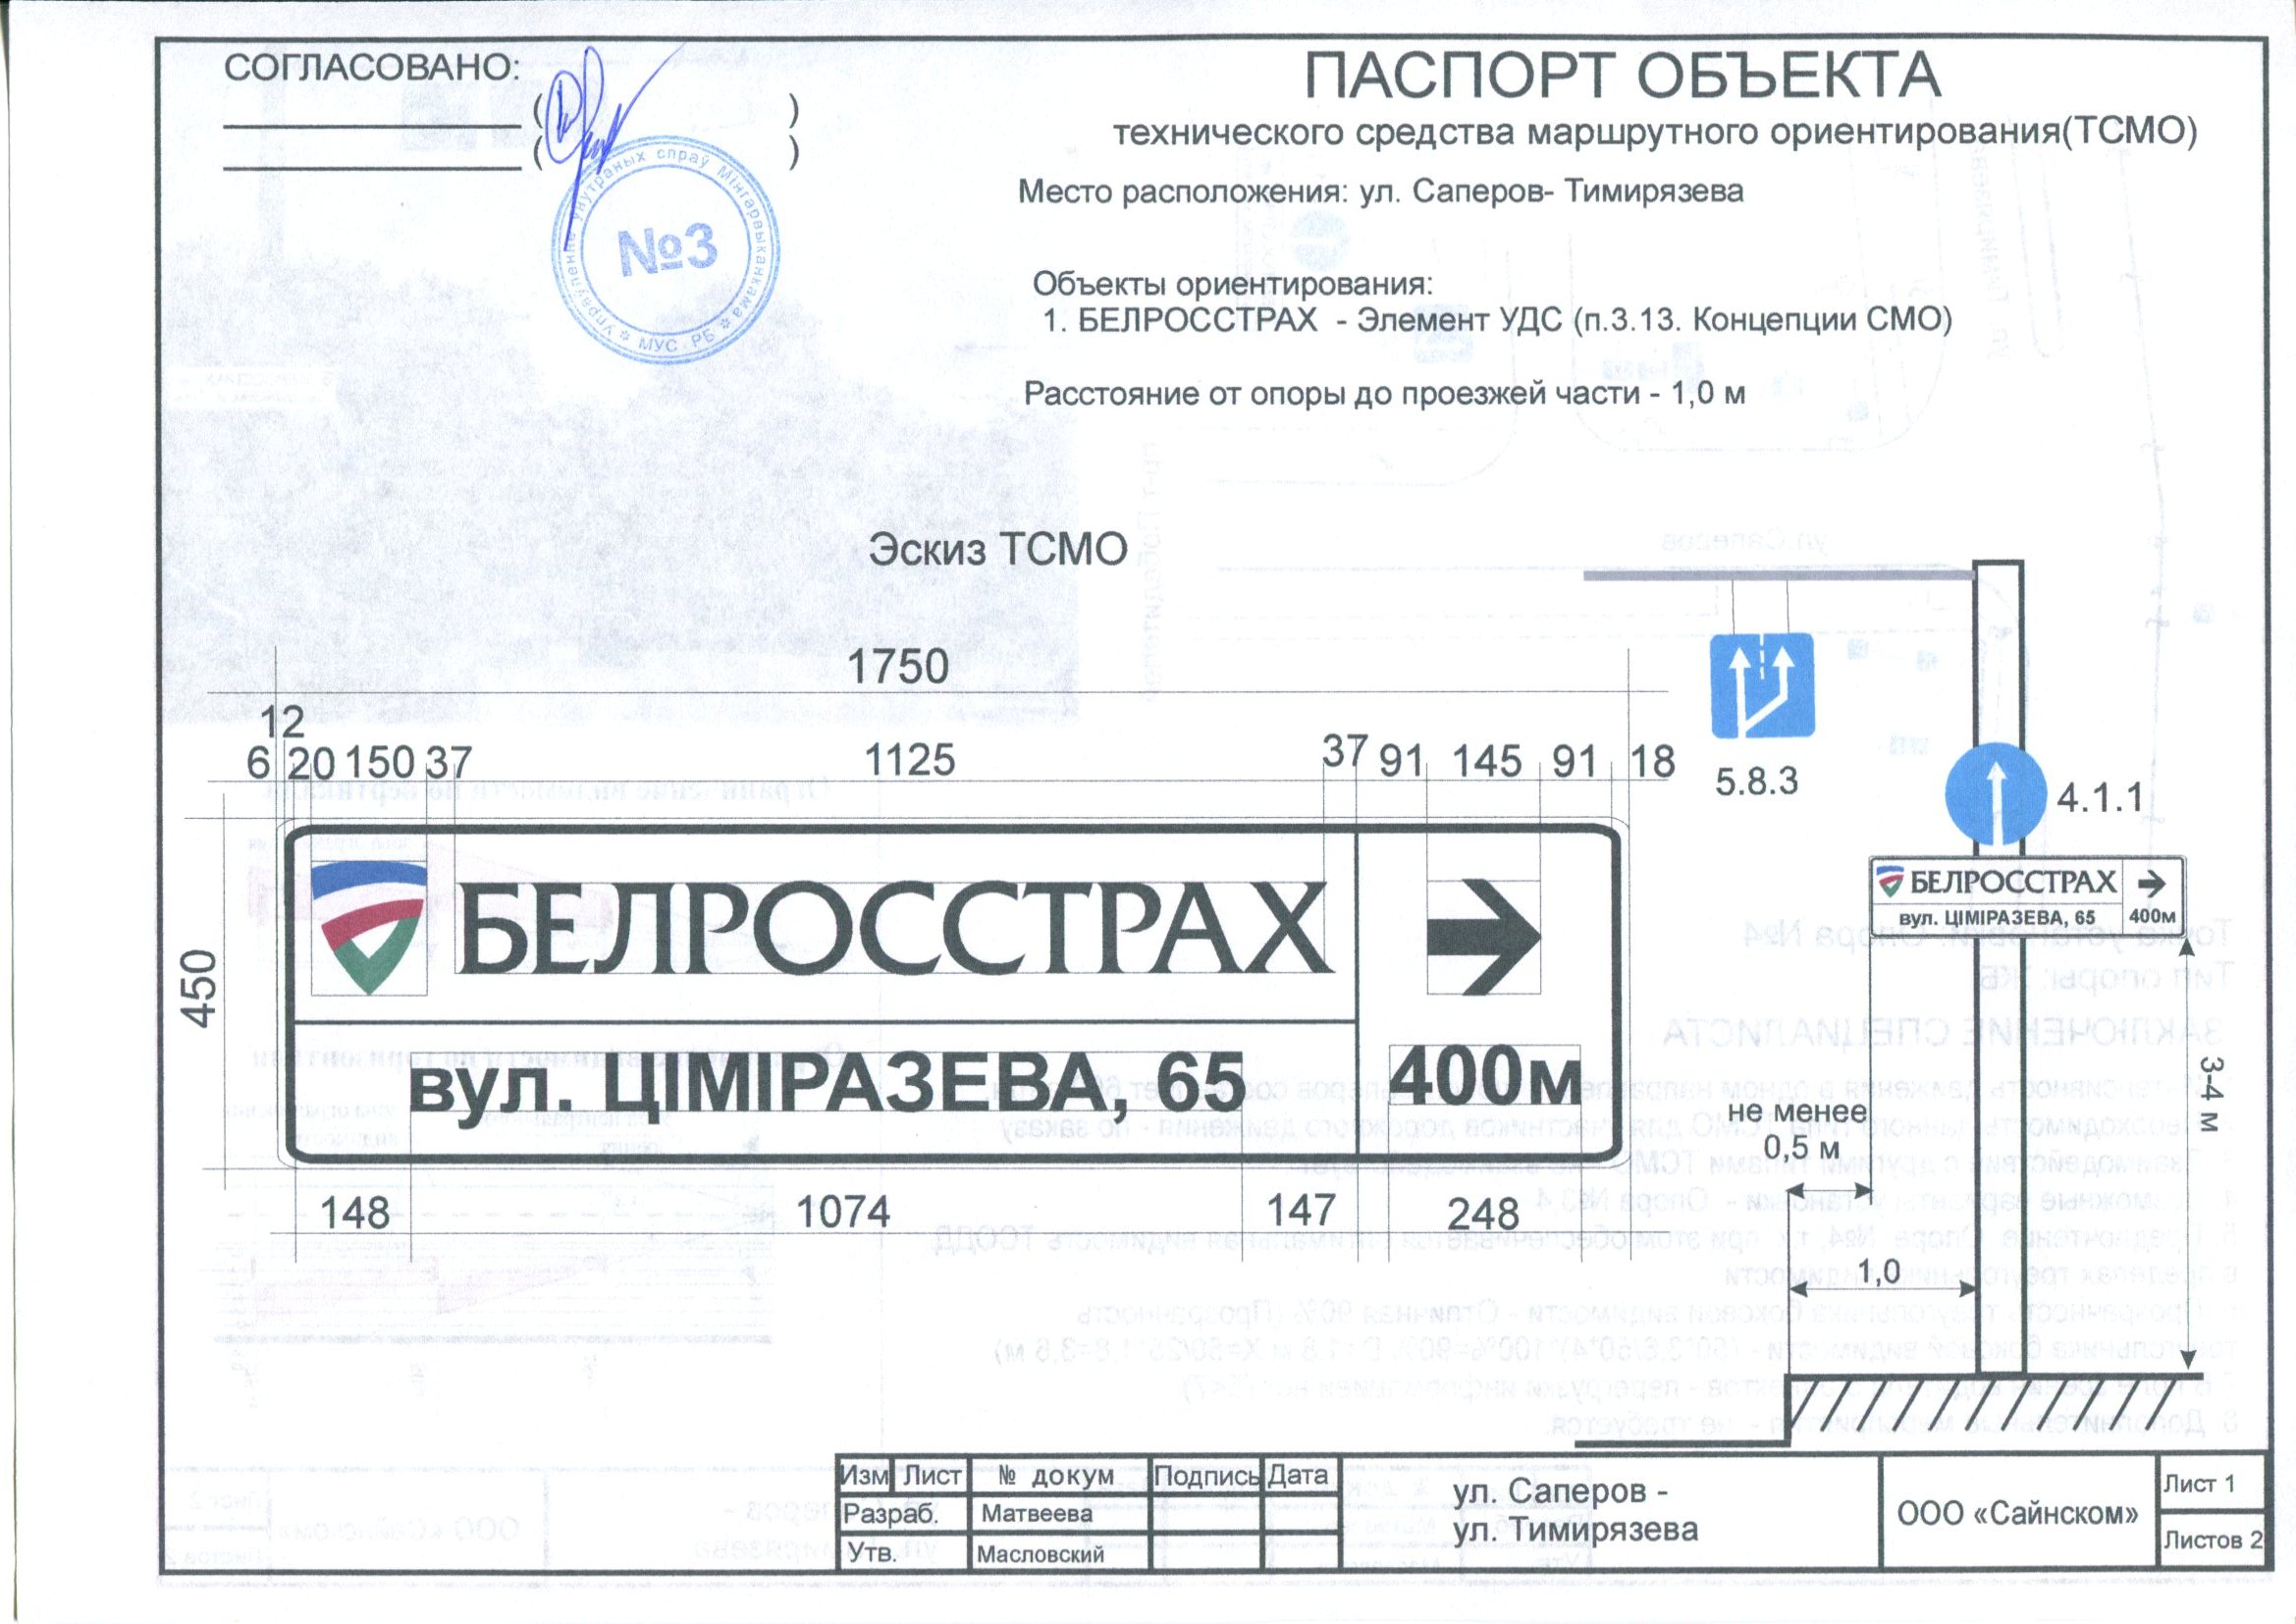 СОГЛАСОВАНО:
ПАСПОРТ ОБЪЕКТА
технического средства маршрутного ориентирования(ТСМО)
Место расположения: ул. Саперов- Тимирязева
Упраўленне ўнутраных спраў Мінгарвыканкама
МУС РБ
№3
Объекты ориентирования:
1. БЕЛРОССТРАХ - Элемент УДС (п.3.13. Концепции СМО)
Расстояние от опоры до проезжей части - 1,0 м
Эскиз ТСМО
1750
12
6 20 150 37 1125 37 91 145 91 18
5.8.3
4.1.1
450
БЕЛРОССТРАХ
вул. ЦІМІРАЗЕВА, 65
400м
БЕЛРОССТРАХ
вул. ЦІМІРАЗЕВА, 65
400м
148 1074 147 248
не менее
0,5 м
1,0
3-4 м
Изм Лист № докум Подпись Дата
Разраб. Матвеева
Утв. Масловский
ул. Саперов -
ул. Тимирязева
ООО «Сайнском»
Лист 1
Листов 2